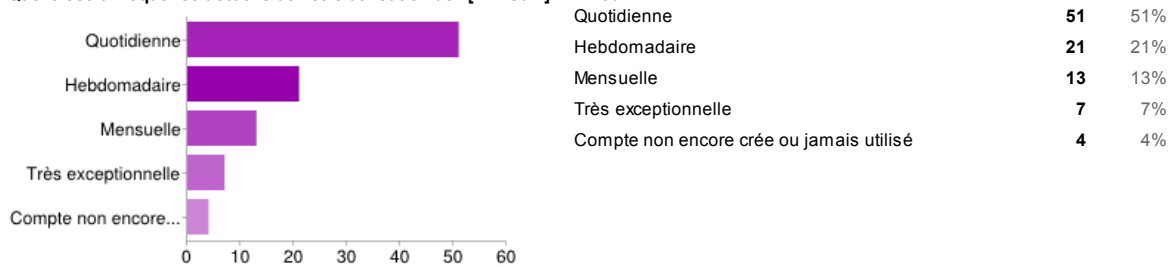 Quotidienne
Hebdomadaire
Mensuelle
Très exceptionnelle
Compte non encore...
0 10 20 30 40 50 60
Quotidienne 51 51%
Hebdomadaire 21 21%
Mensuelle 13 13%
Très exceptionnelle 7 7%
Compte non encore crée ou jamais utilisé 4 4%